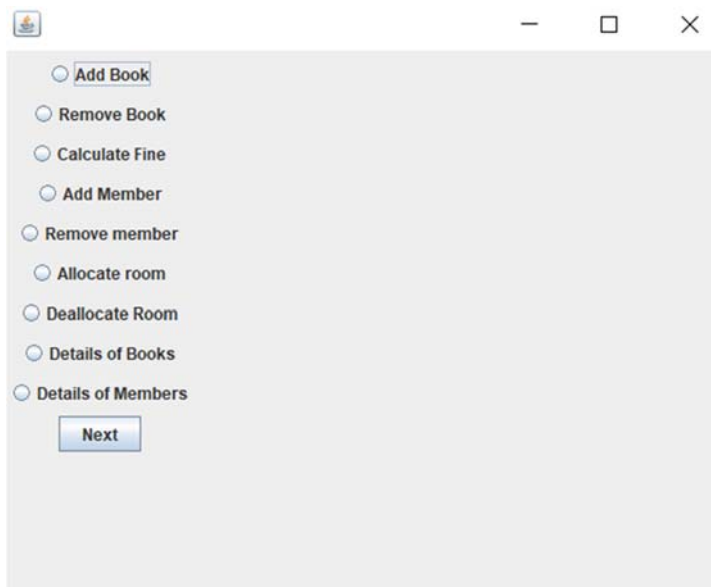 Add Book
Remove Book
Calculate Fine
Add Member
Remove member
Allocate room
Deallocate Room
Details of Books
Details of Members
Next